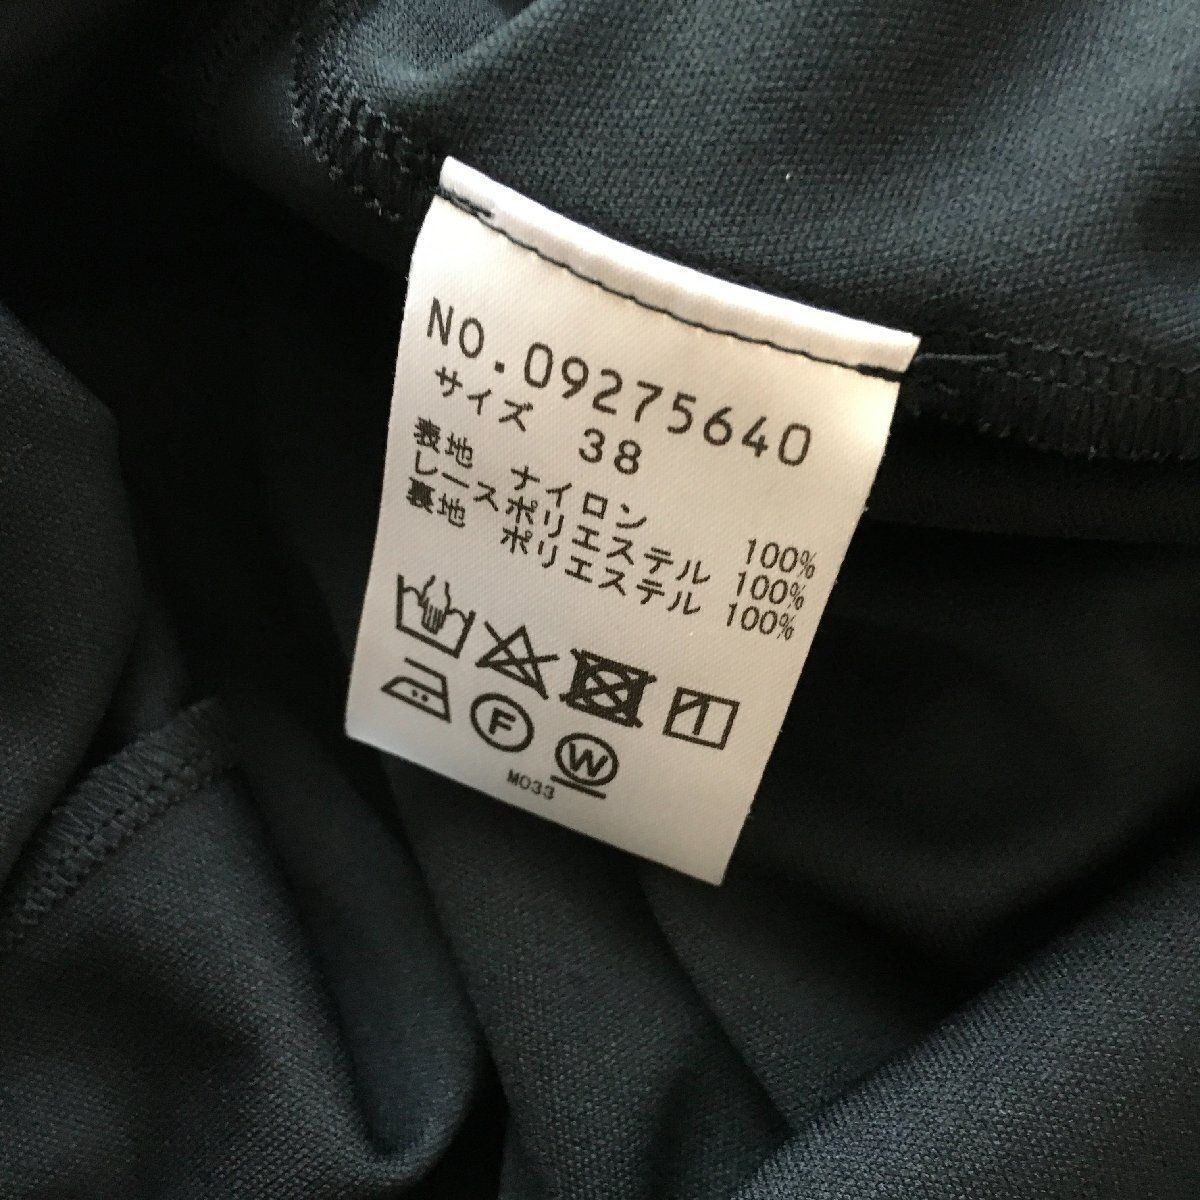 NO.09275640
サイズ 38
表地 ナイロン 100%
レースポリエステル 100%
裏地 ポリエステル 100%
F
W
M033